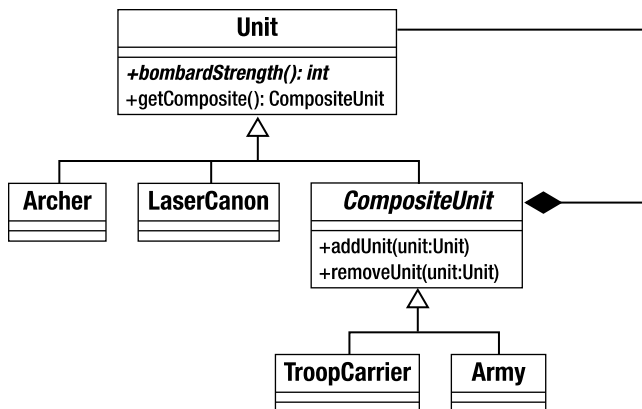 Unit
+bombardStrength(): int
+getComposite(): CompositeUnit
Archer
LaserCanon
CompositeUnit
+addUnit(unit:Unit)
+removeUnit(unit:Unit)
TroopCarrier
Army